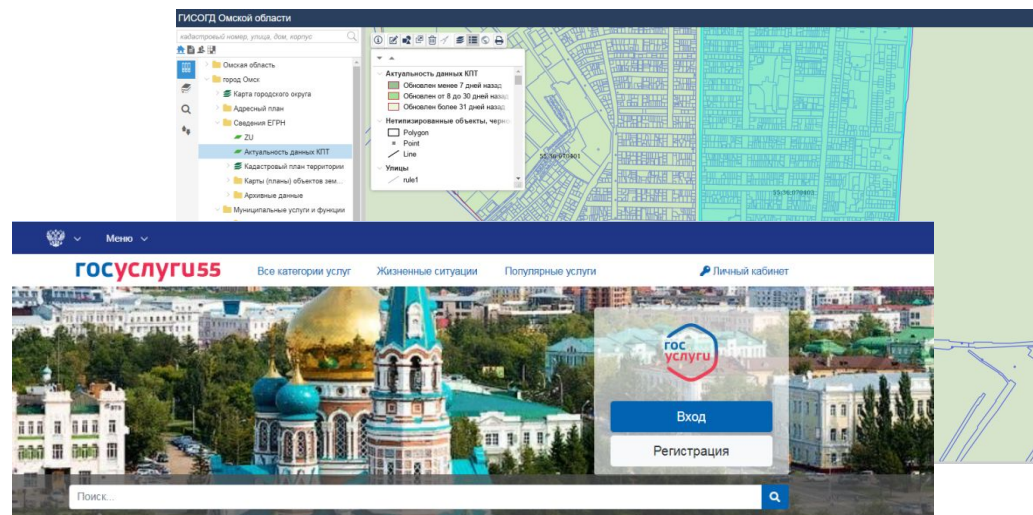 ГИСОГД Омской области
кадастровый номер, улица, дом, корпус
Омская область
город Омск
Карта городского округа
Адресный план
Сведения ЕГРН
ZU
Актуальность данных КПТ
Кадастровый план территории
Карты (планы) объектов зем...
Архивные данные
Муниципальные услуги и функции
Актуальность данных КПТ
Обновлен менее 7 дней назад
Обновлен от 8 до 30 дней назад
Обновлен более 31 дней назад
Нетипизированные объекты, черно
Polygon
Point
Line
Улицы
rule1
Меню
госуслуги55
Все категории услуг
Жизненные ситуации
Популярные услуги
Личный кабинет
гос
услуги
Вход
Регистрация
Поиск...